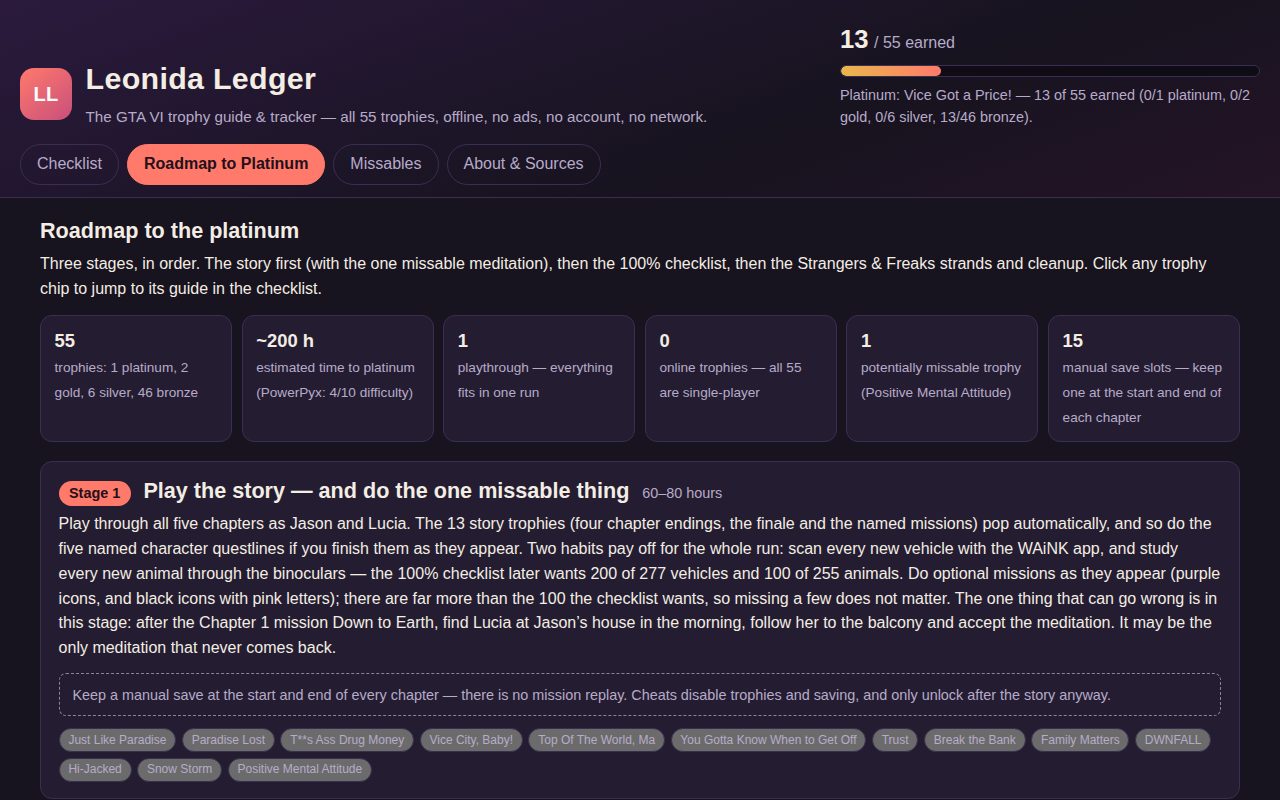 13 / 55 earned
LL
Leonida Ledger
The GTA VI trophy guide & tracker — all 55 trophies, offline, no ads, no account, no network.
Platinum: Vice Got a Price! — 13 of 55 earned (0/1 platinum, 0/2
gold, 0/6 silver, 13/46 bronze).
Checklist
Roadmap to Platinum
Missables
About & Sources
Roadmap to the platinum
Three stages, in order. The story first (with the one missable meditation), then the 100% checklist, then the Strangers & Freaks strands and cleanup. Click any trophy
chip to jump to its guide in the checklist.
55
trophies: 1 platinum, 2
gold, 6 silver, 46 bronze
~200 h
estimated time to platinum
(PowerPyx: 4/10 difficulty)
1
playthrough — everything
fits in one run
0
online trophies — all 55
are single-player
1
potentially missable trophy
(Positive Mental Attitude)
15
manual save slots — keep
one at the start and end of
each chapter
Stage 1 Play the story — and do the one missable thing 60–80 hours
Play through all five chapters as Jason and Lucia. The 13 story trophies (four chapter endings, the finale and the named missions) pop automatically, and so do the
five named character questlines if you finish them as they appear. Two habits pay off for the whole run: scan every new vehicle with the WAiNK app, and study
every new animal through the binoculars — the 100% checklist later wants 200 of 277 vehicles and 100 of 255 animals. Do optional missions as they appear (purple
icons, and black icons with pink letters); there are far more than the 100 the checklist wants, so missing a few does not matter. The one thing that can go wrong is in
this stage: after the Chapter 1 mission Down to Earth, find Lucia at Jason’s house in the morning, follow her to the balcony and accept the meditation. It may be the
only meditation that never comes back.
Keep a manual save at the start and end of every chapter — there is no mission replay. Cheats disable trophies and saving, and only unlock after the story anyway.
Just Like Paradise
Paradise Lost
T**s Ass Drug Money
Vice City, Baby!
Top Of The World, Ma
You Gotta Know When to Get Off
Trust
Break the Bank
Family Matters
DWNFALL
Hi-Jacked
Snow Storm
Positive Mental Attitude